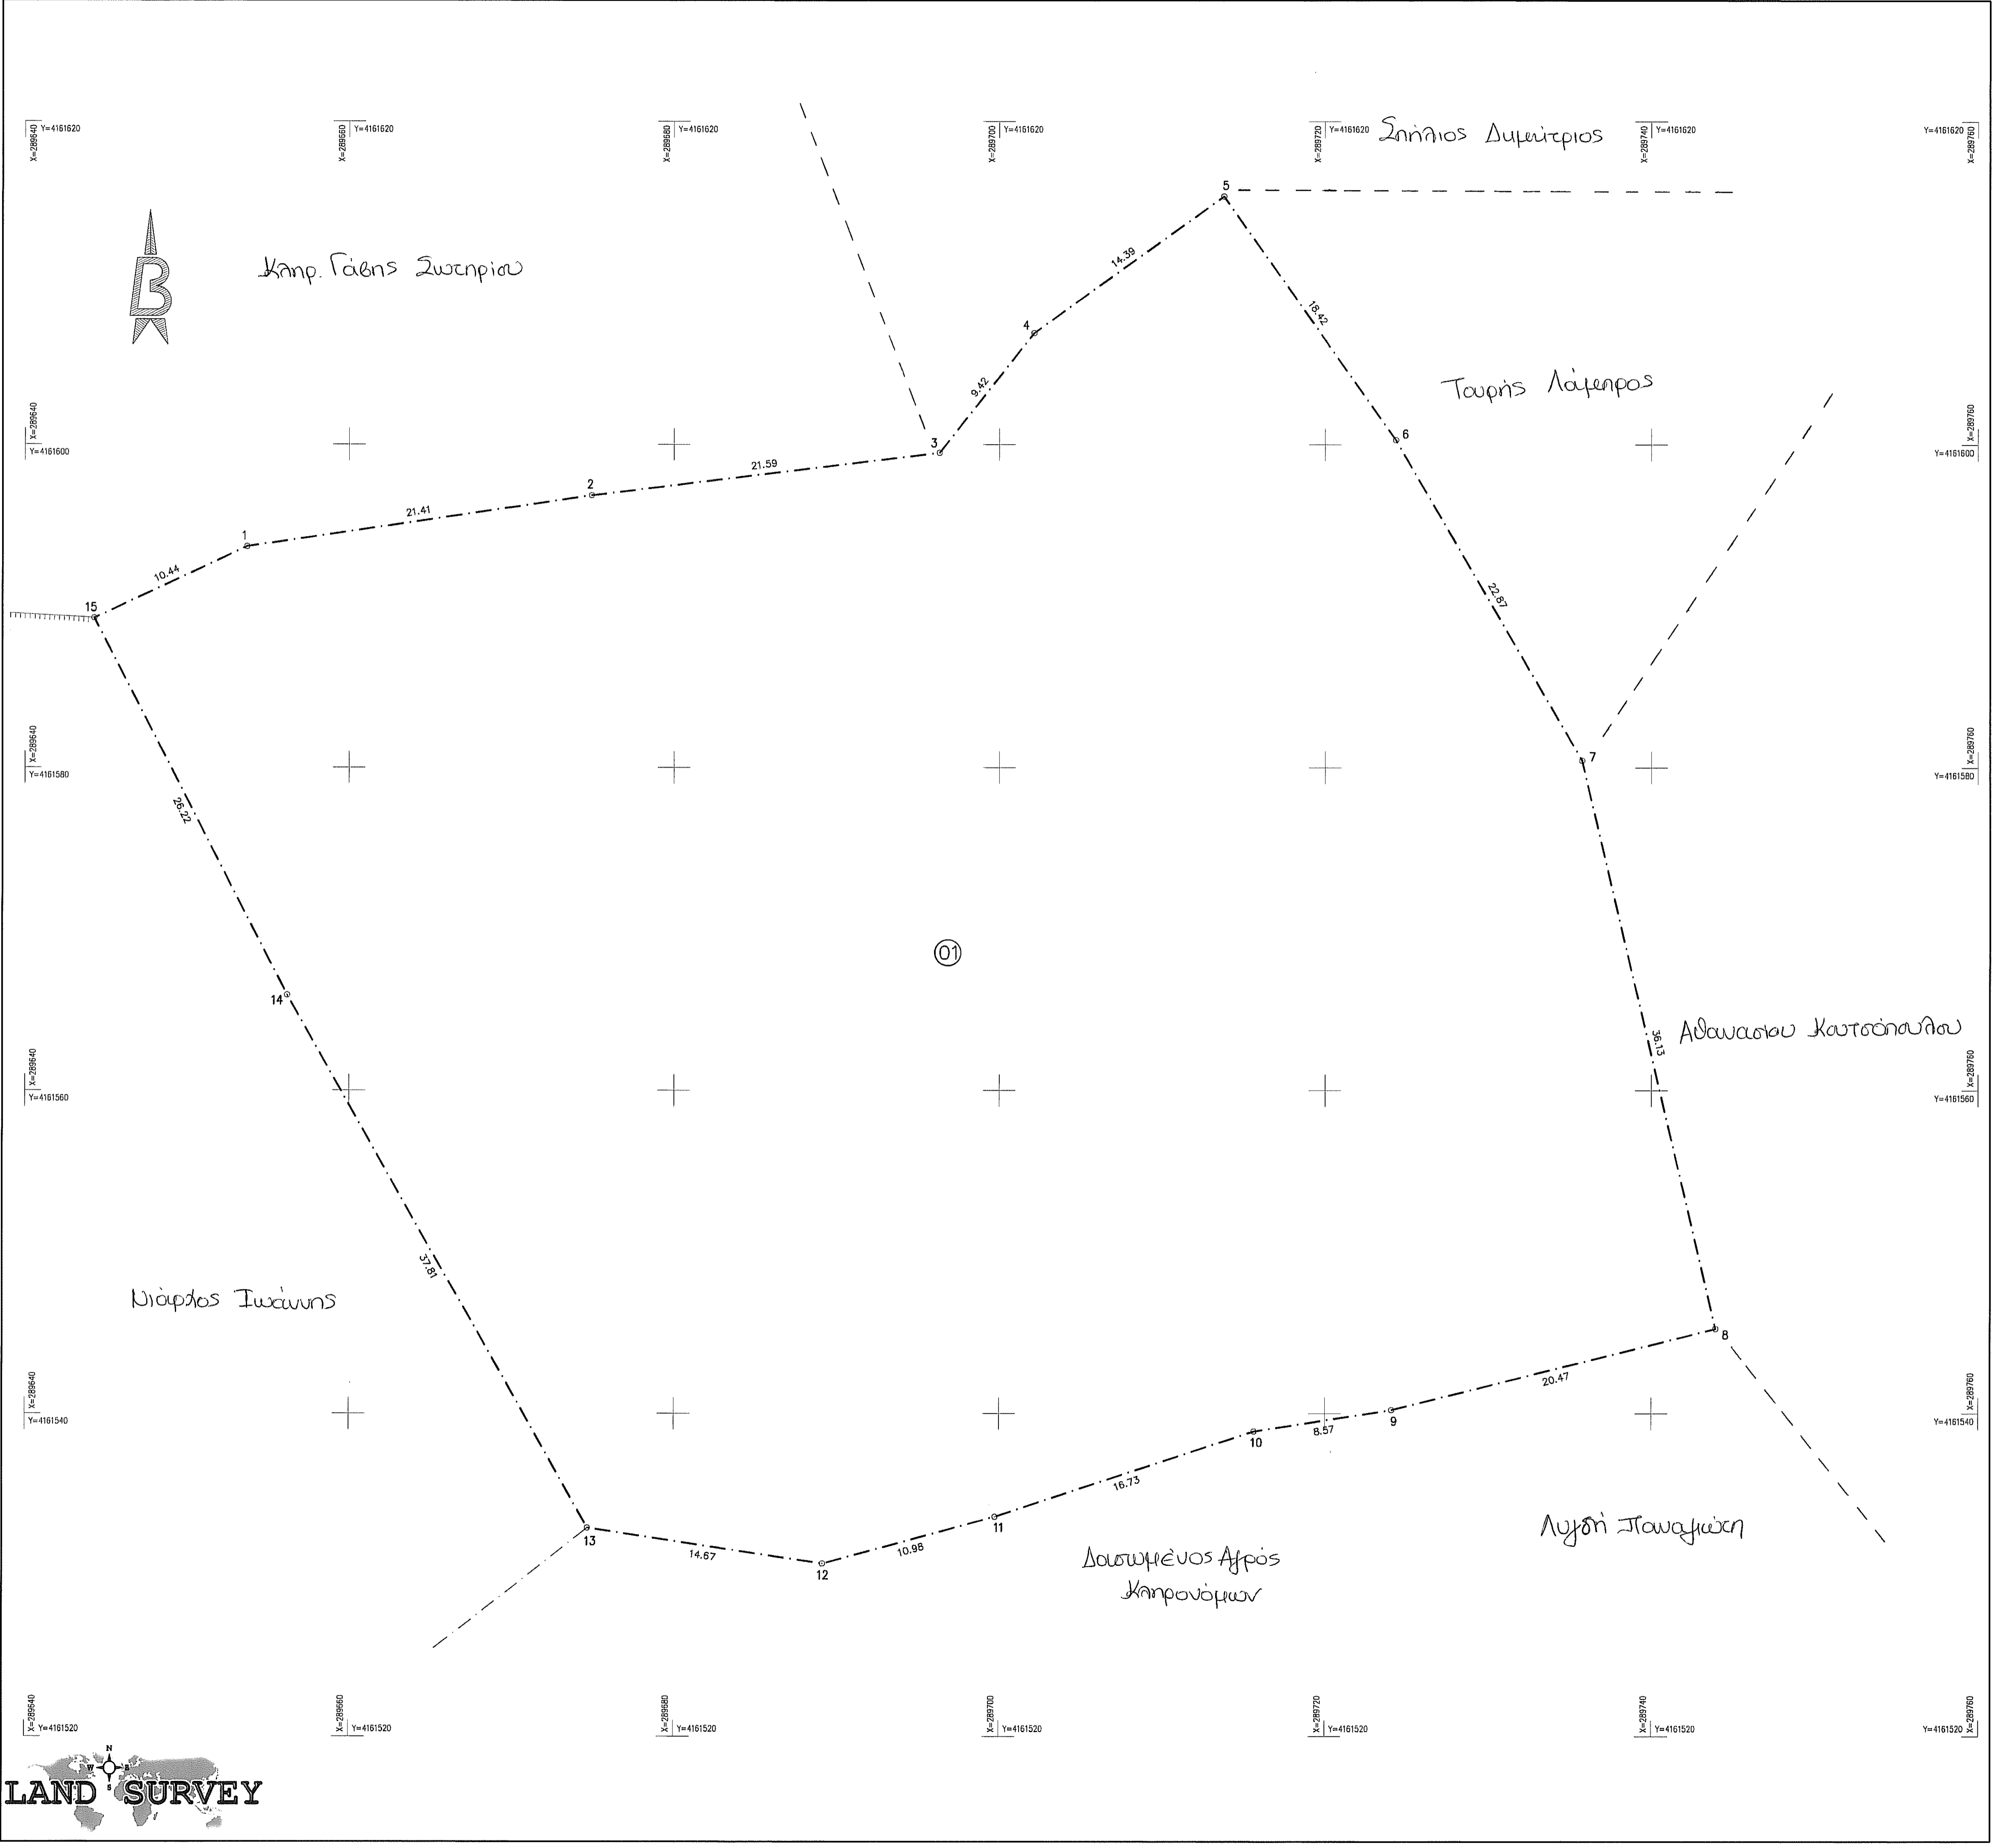 X=289640 Y=4161620
X=289660 Y=4161620
X=289680 Y=4161620
X=289700 Y=4161620
X=289720 Y=4161620
Σπήλιος Δημήτριος
X=289740 Y=4161620
Y=4161620 X=289760
5
Κληρ. Γάβης Σωτηρίου
B
14.39
18.42
4
9.42
Τουρής Λάμπρος
X=289640
Y=4161600
3
6
X=289760
Y=4161600
21.59
2
21.41
1
10.44
15
22.87
X=289640
Y=4161580
7
X=289760
Y=4161580
26.22
01
14
36.13
Αθανασίου Κουτσόπουλου
X=289640
Y=4161560
X=289760
Y=4161560
37.81
Νιάρχος Ιωάννης
8
20.47
X=289640
Y=4161540
9
8.57
10
X=289760
Y=4161540
16.73
11
13
14.67
10.98
12
Δασωμένος Αγρός
Κληρονόμων
Λυγδή Παναγιώτη
X=289640 Y=4161520
X=289660 Y=4161520
X=289680 Y=4161520
X=289700 Y=4161520
X=289720 Y=4161520
X=289740 Y=4161520
Y=4161520 X=289760
N
W E
S
LAND SURVEY